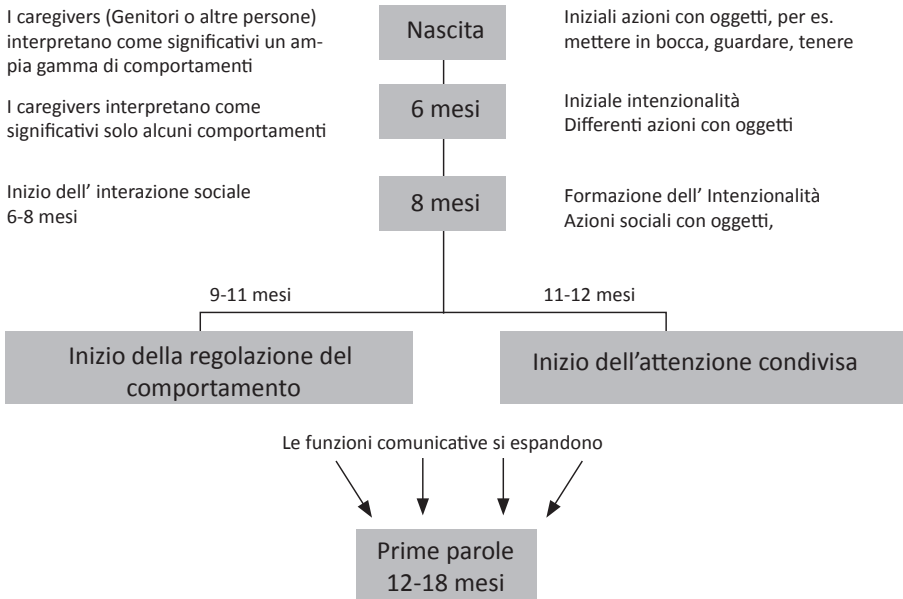 I caregivers (Genitori o altre persone)
interpretano come significativi un am-
pia gamma di comportamenti
Nascita
Iniziali azioni con oggetti, per es.
mettere in bocca, guardare, tenere
I caregivers interpretano come
significativi solo alcuni comportamenti
6 mesi
Iniziale intenzionalità
Differenti azioni con oggetti
Inizio dell' interazione sociale
6-8 mesi
8 mesi
Formazione dell' Intenzionalità
Azioni sociali con oggetti,
9-11 mesi
11-12 mesi
Inizio della regolazione del
comportamento
Inizio dell'attenzione condivisa
Le funzioni comunicative si espandono
Prime parole
12-18 mesi